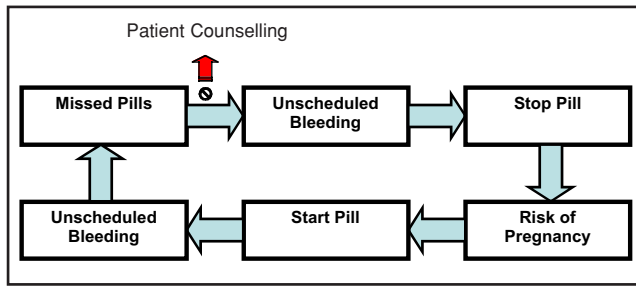 Patient Counselling
Missed Pills
Unscheduled
Bleeding
Stop Pill
Unscheduled
Bleeding
Start Pill
Risk of
Pregnancy